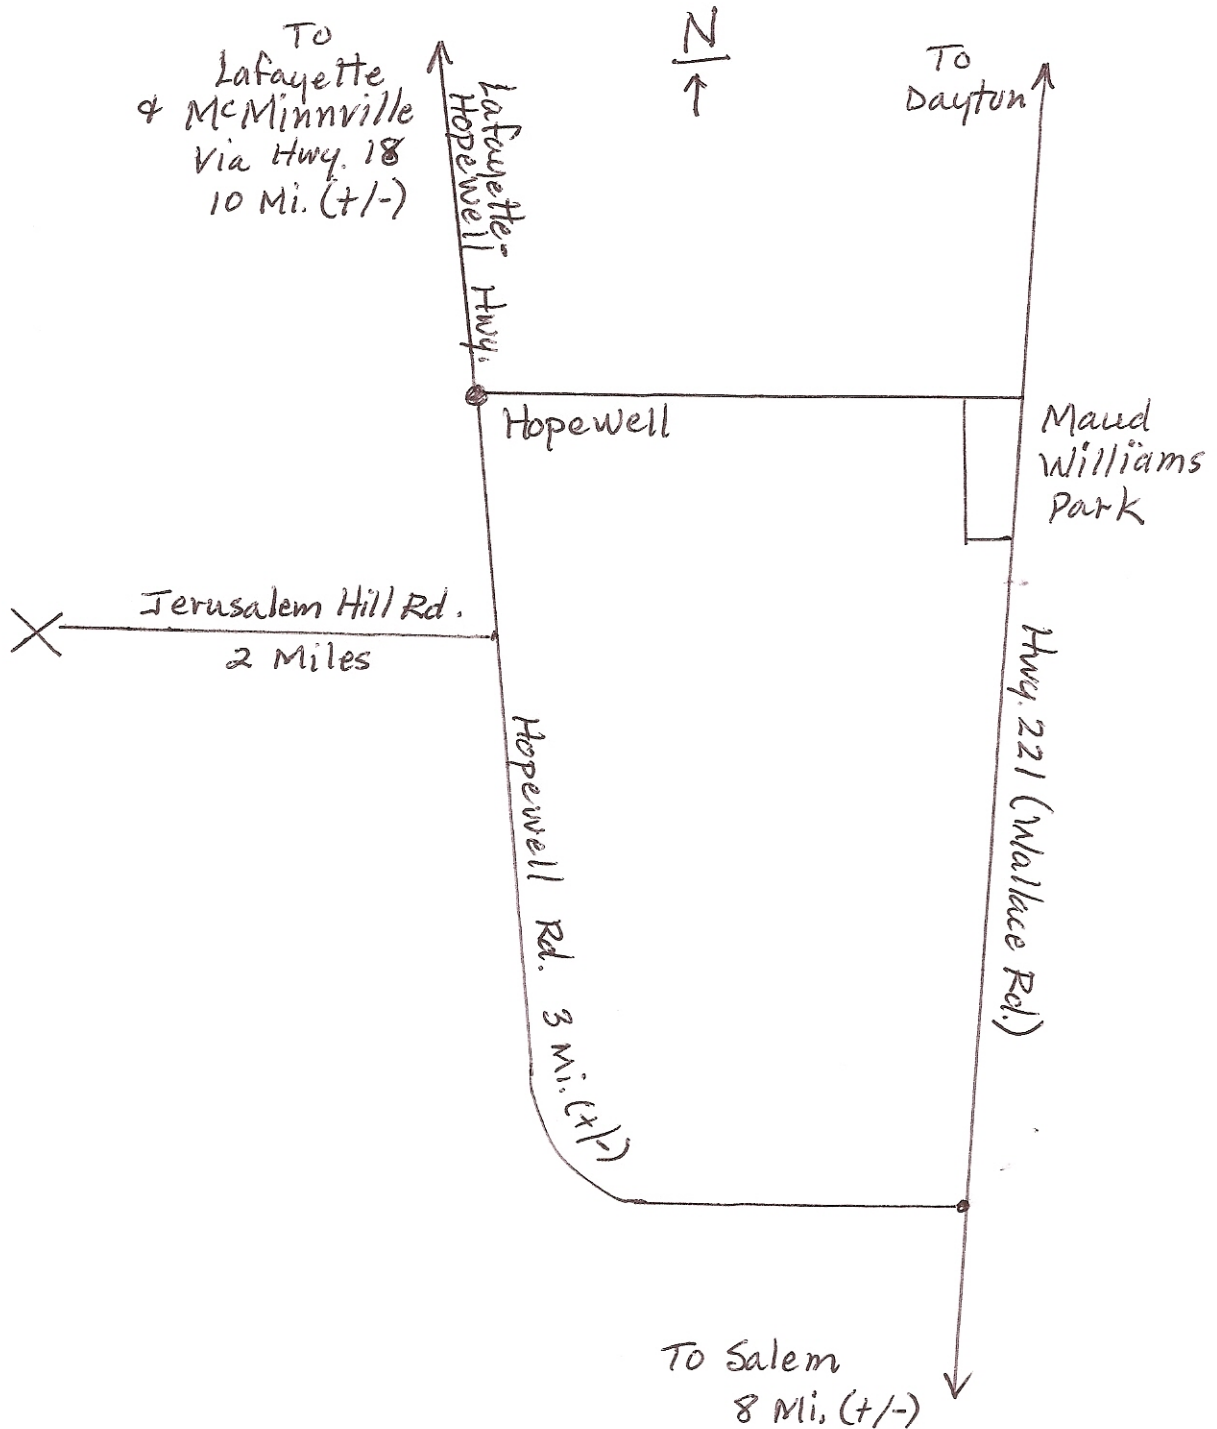 To
Lafayette
& McMinnville
Via Hwy. 18
10 Mi. (+/-)
N
To
Dayton
Lafayette-
Hopewell Hwy.
Hopewell
Maud
Williams
Park
Jerusalem Hill Rd.
2 Miles
Hopewell Rd. 3 Mi. (+/-)
Hwy. 221 (Wallace Rd.)
To Salem
8 Mi. (+/-)